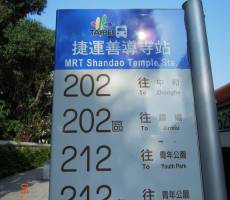 TAIPEI
捷運善導寺站
MRT Shandao Temple Sta.
202 往 中和
To Zhonghe
202區 往
To
212 往 青年公園
To Youth Park
212 往 青年公園